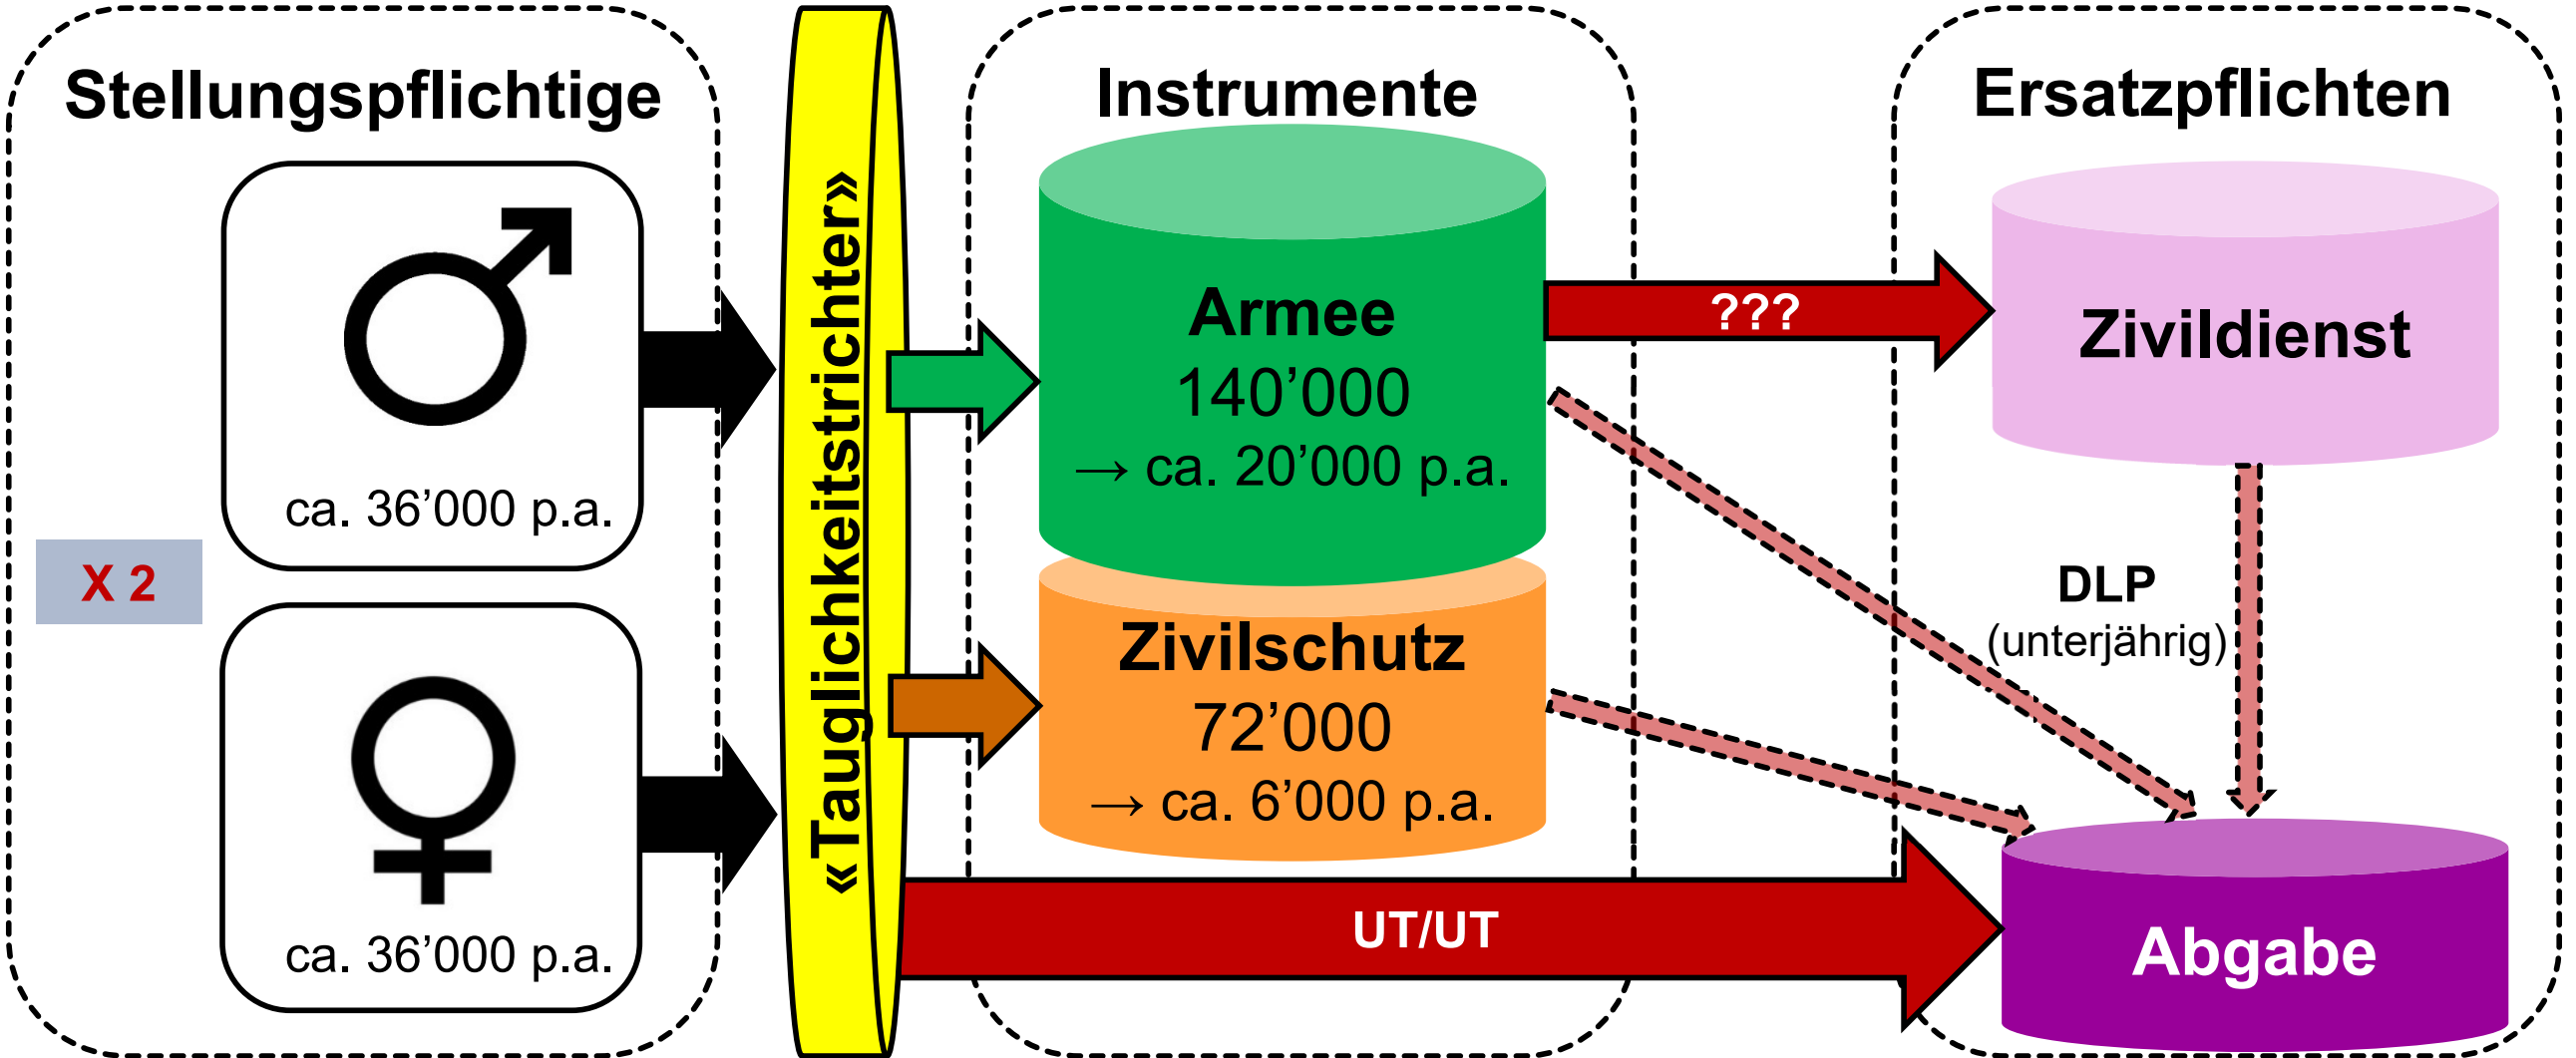 Stellungspflichtige
ca. 36’000 p.a.
X 2
ca. 36’000 p.a.
«Tauglichkeitstrichter»
Instrumente
Armee
140’000
→ ca. 20’000 p.a.
Zivilschutz
72’000
→ ca. 6’000 p.a.
???
UT/UT
Ersatzpflichten
Zivildienst
DLP
(unterjährig)
Abgabe